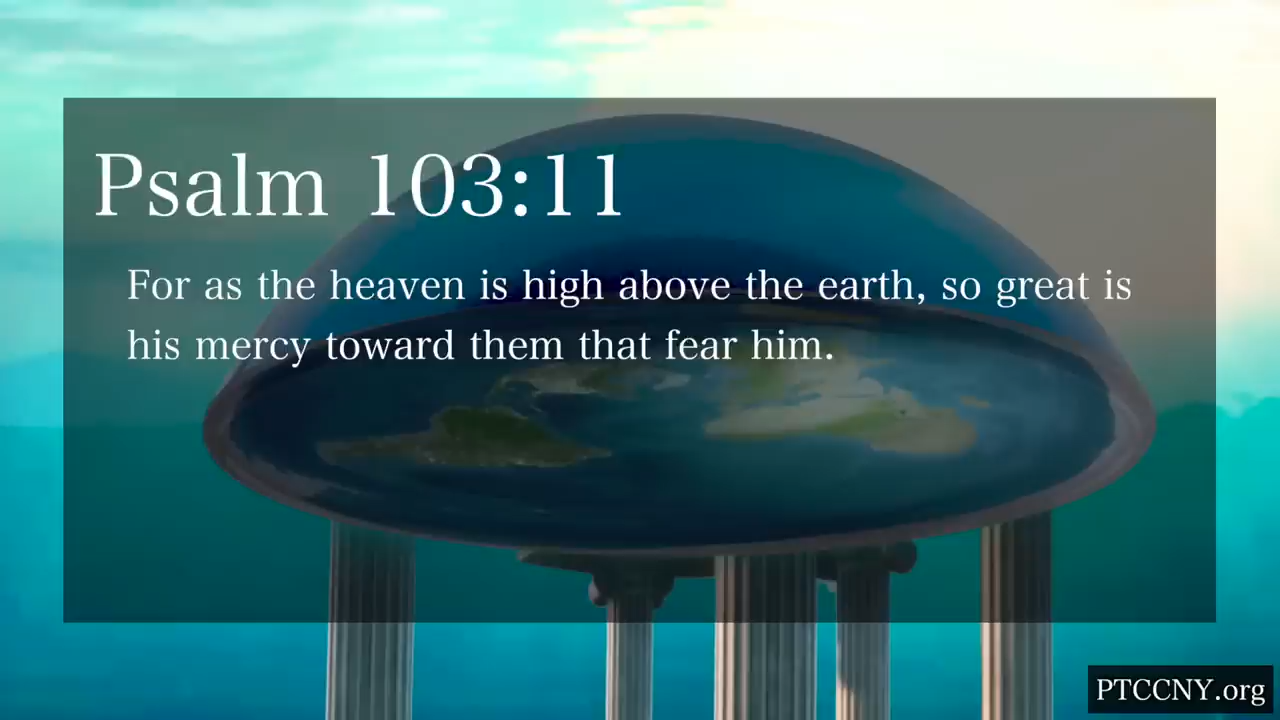 Psalm 103:11
For as the heaven is high above the earth, so great is
his mercy toward them that fear him.
PTCCNY.org